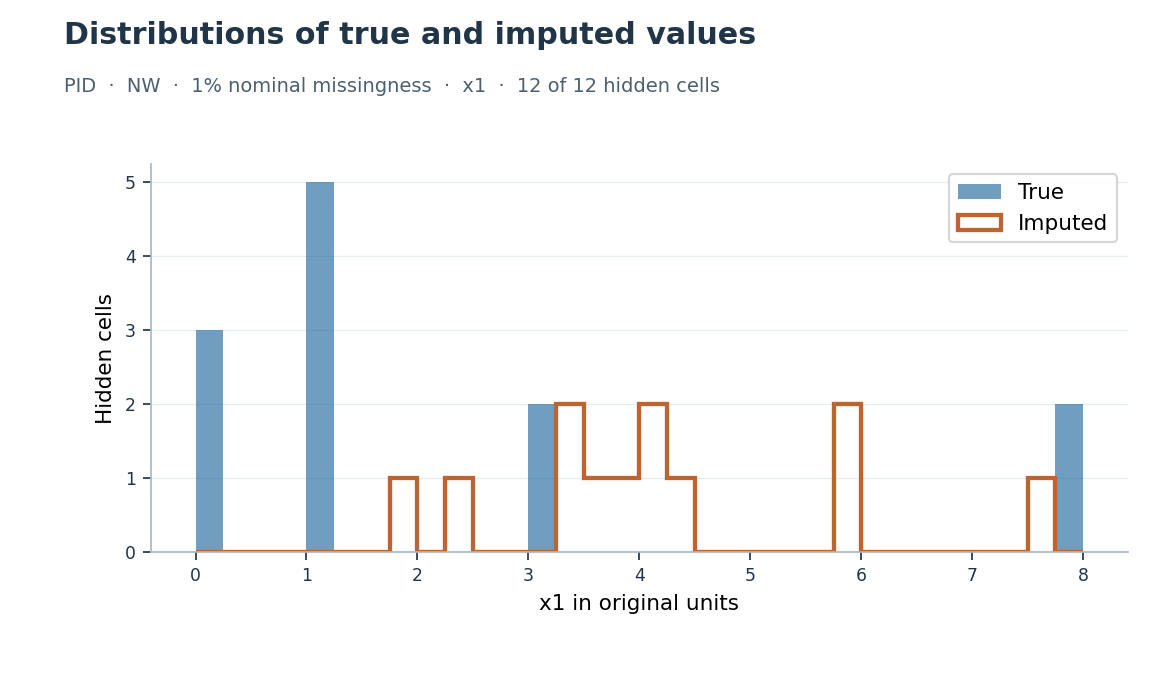 Distributions of true and imputed values
PID · NW · 1% nominal missingness · x1 · 12 of 12 hidden cells
True
Imputed
Hidden cells
5
4
3
2
1
0
0 1 2 3 4 5 6 7 8
x1 in original units